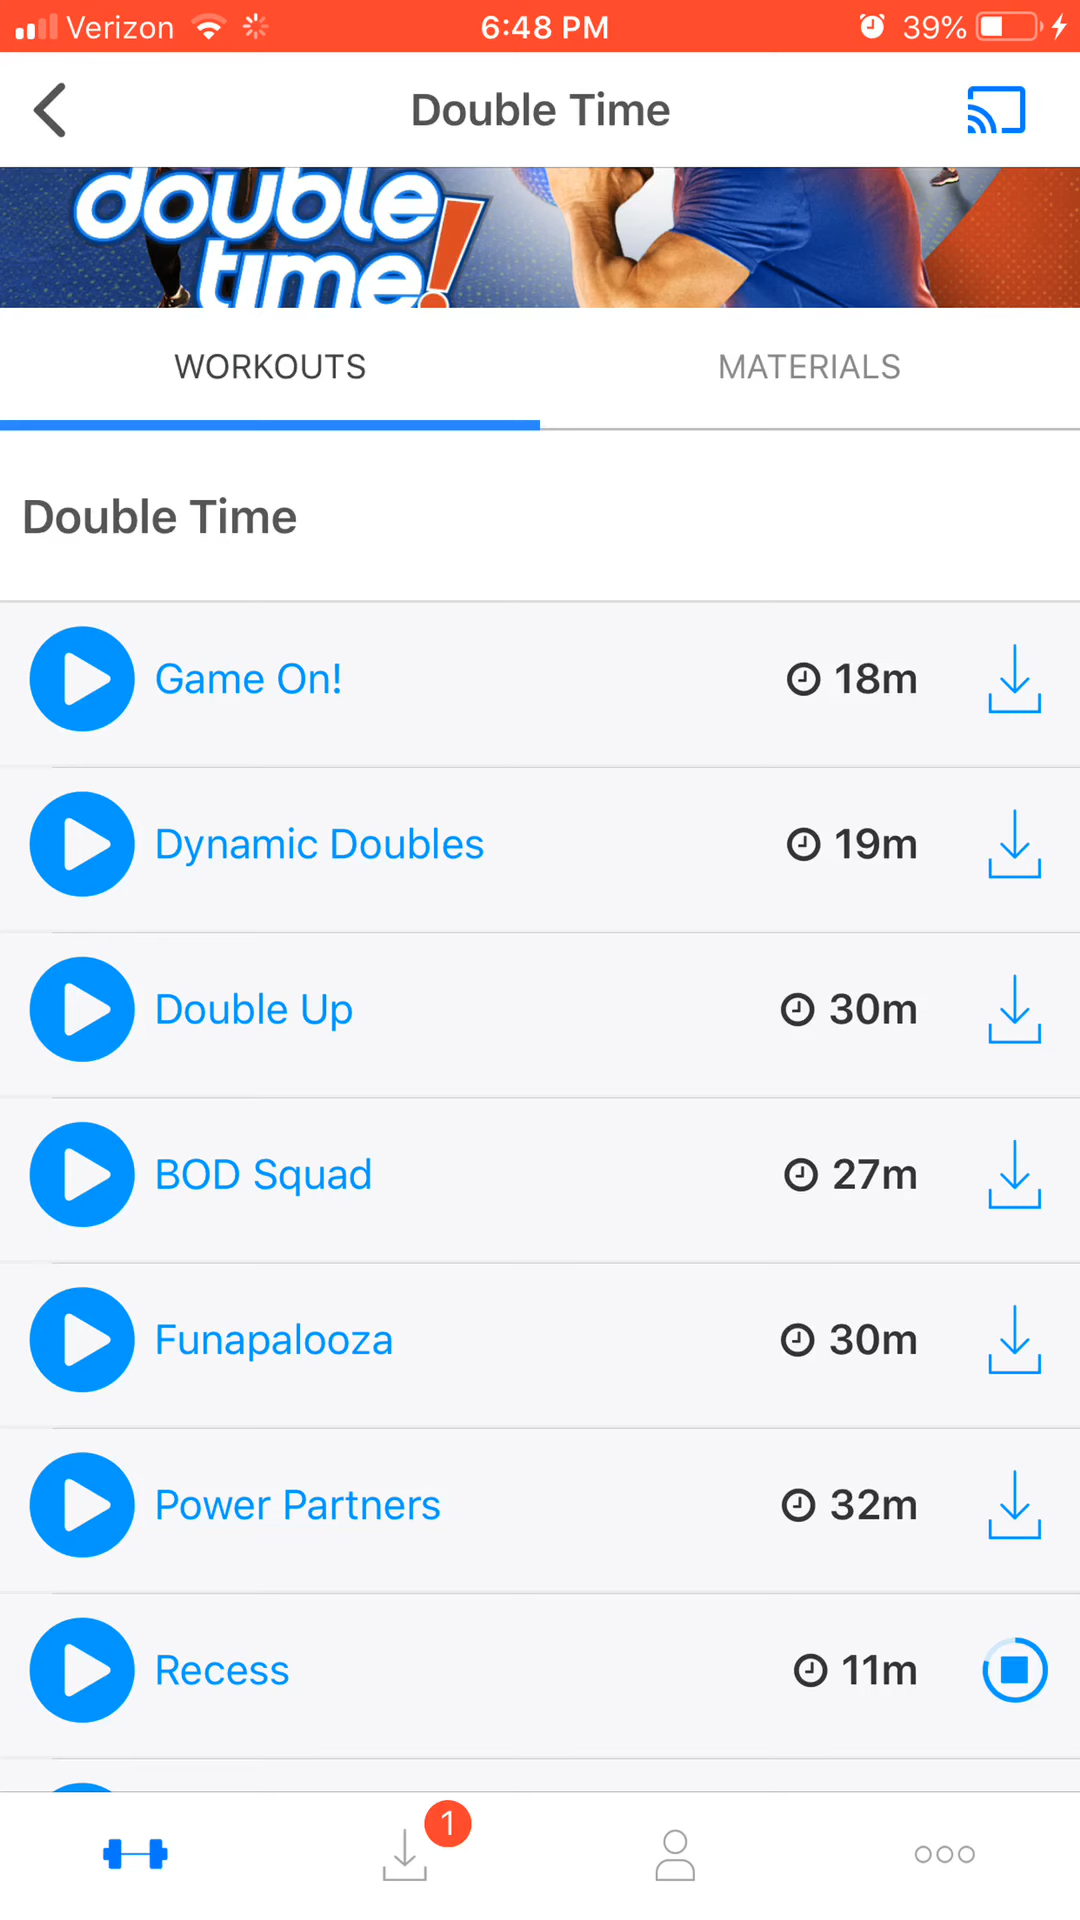 Verizon 6:48 PM 39%
Double Time
double
time!
WORKOUTS MATERIALS
Double Time
Game On! 18m
Dynamic Doubles 19m
Double Up 30m
BOD Squad 27m
Funapalooza 30m
Power Partners 32m
Recess 11m
1